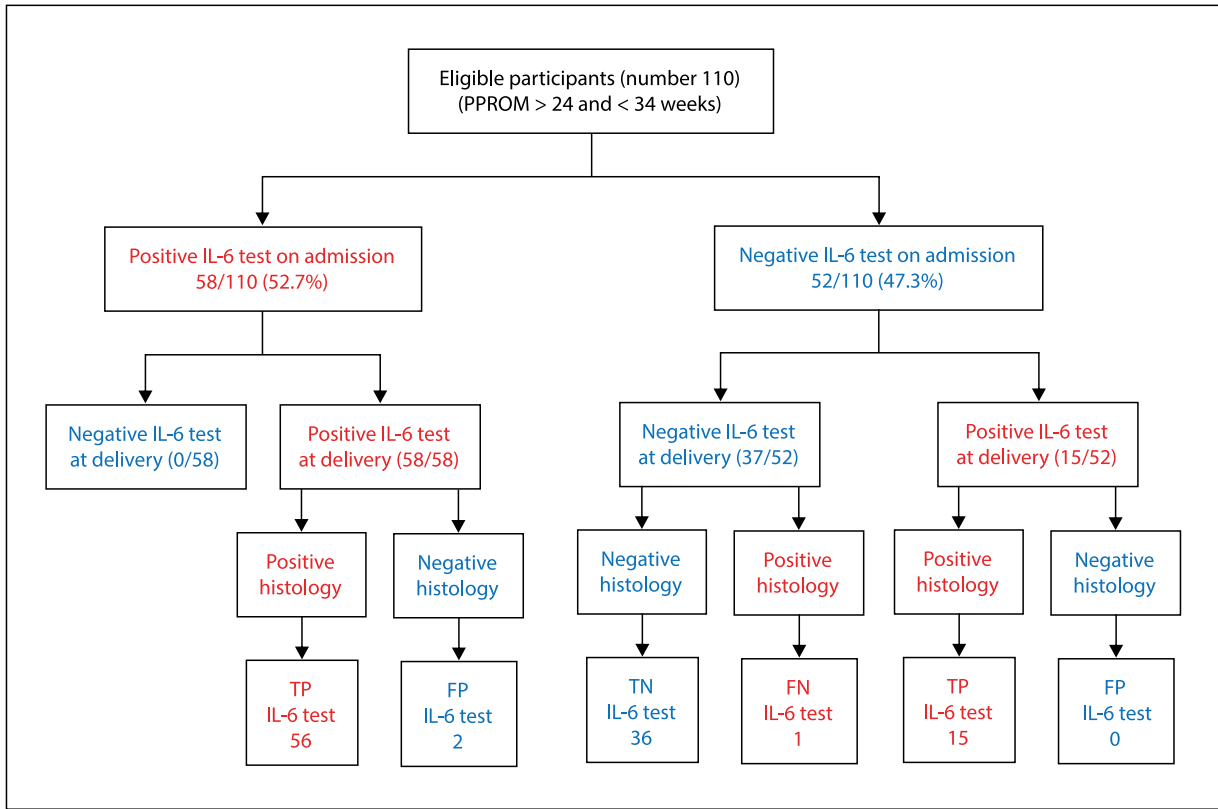 Eligible participants (number 110)
(PPROM > 24 and < 34 weeks)
Positive IL-6 test on admission
58/110 (52.7%)
Negative IL-6 test on admission
52/110 (47.3%)
Negative IL-6 test
at delivery (0/58)
Positive IL-6 test
at delivery (58/58)
Negative IL-6 test
at delivery (37/52)
Positive IL-6 test
at delivery (15/52)
Positive
histology
Negative
histology
Negative
histology
Positive
histology
Positive
histology
Negative
histology
TP
IL-6 test
56
FP
IL-6 test
2
TN
IL-6 test
36
FN
IL-6 test
1
TP
IL-6 test
15
FP
IL-6 test
0